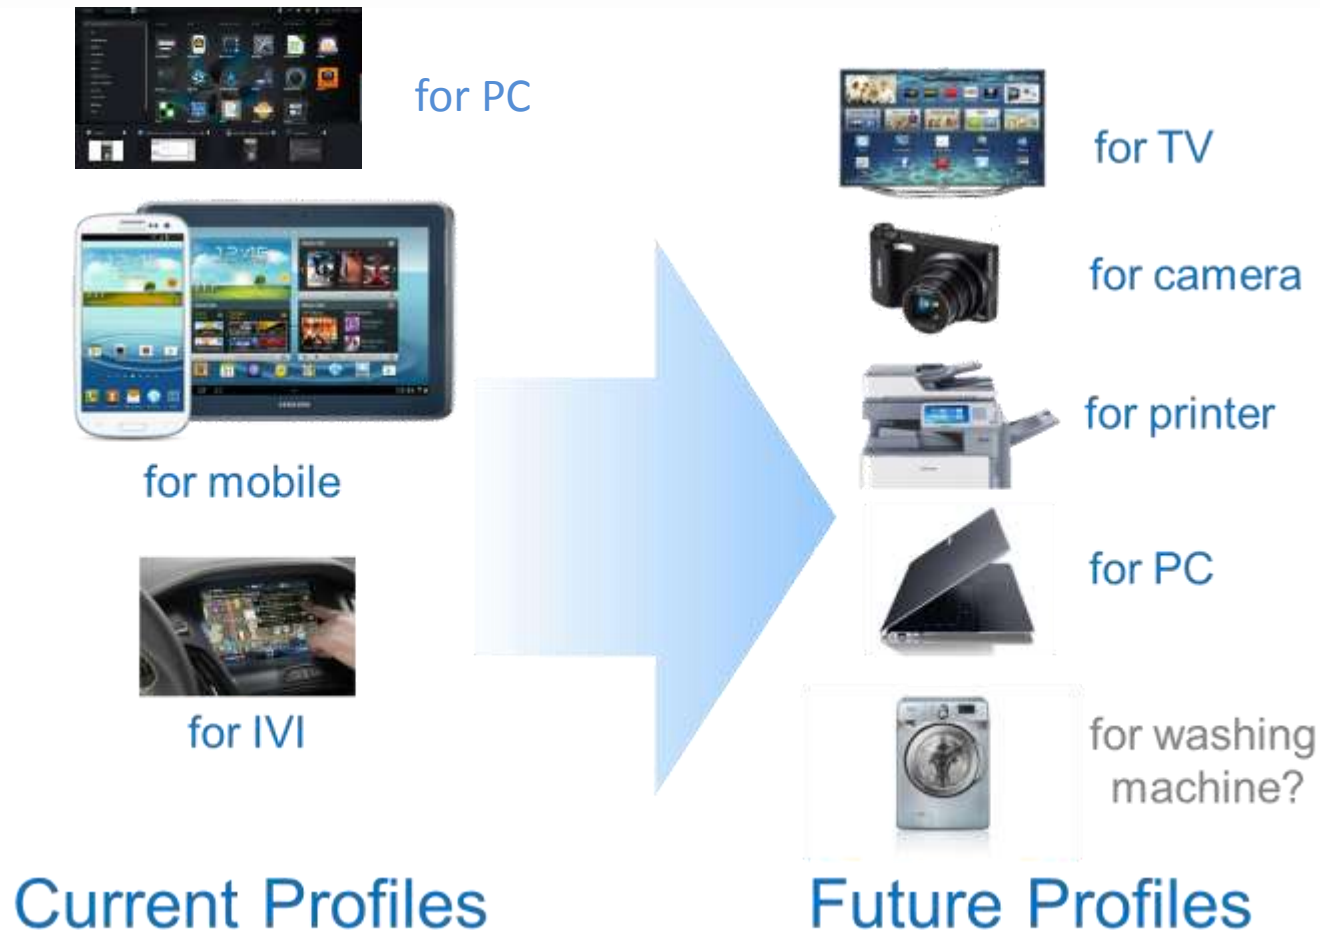 for PC
for mobile
for IVI
Current Profiles
for TV
for camera
for printer
for PC
for washing
machine?
Future Profiles